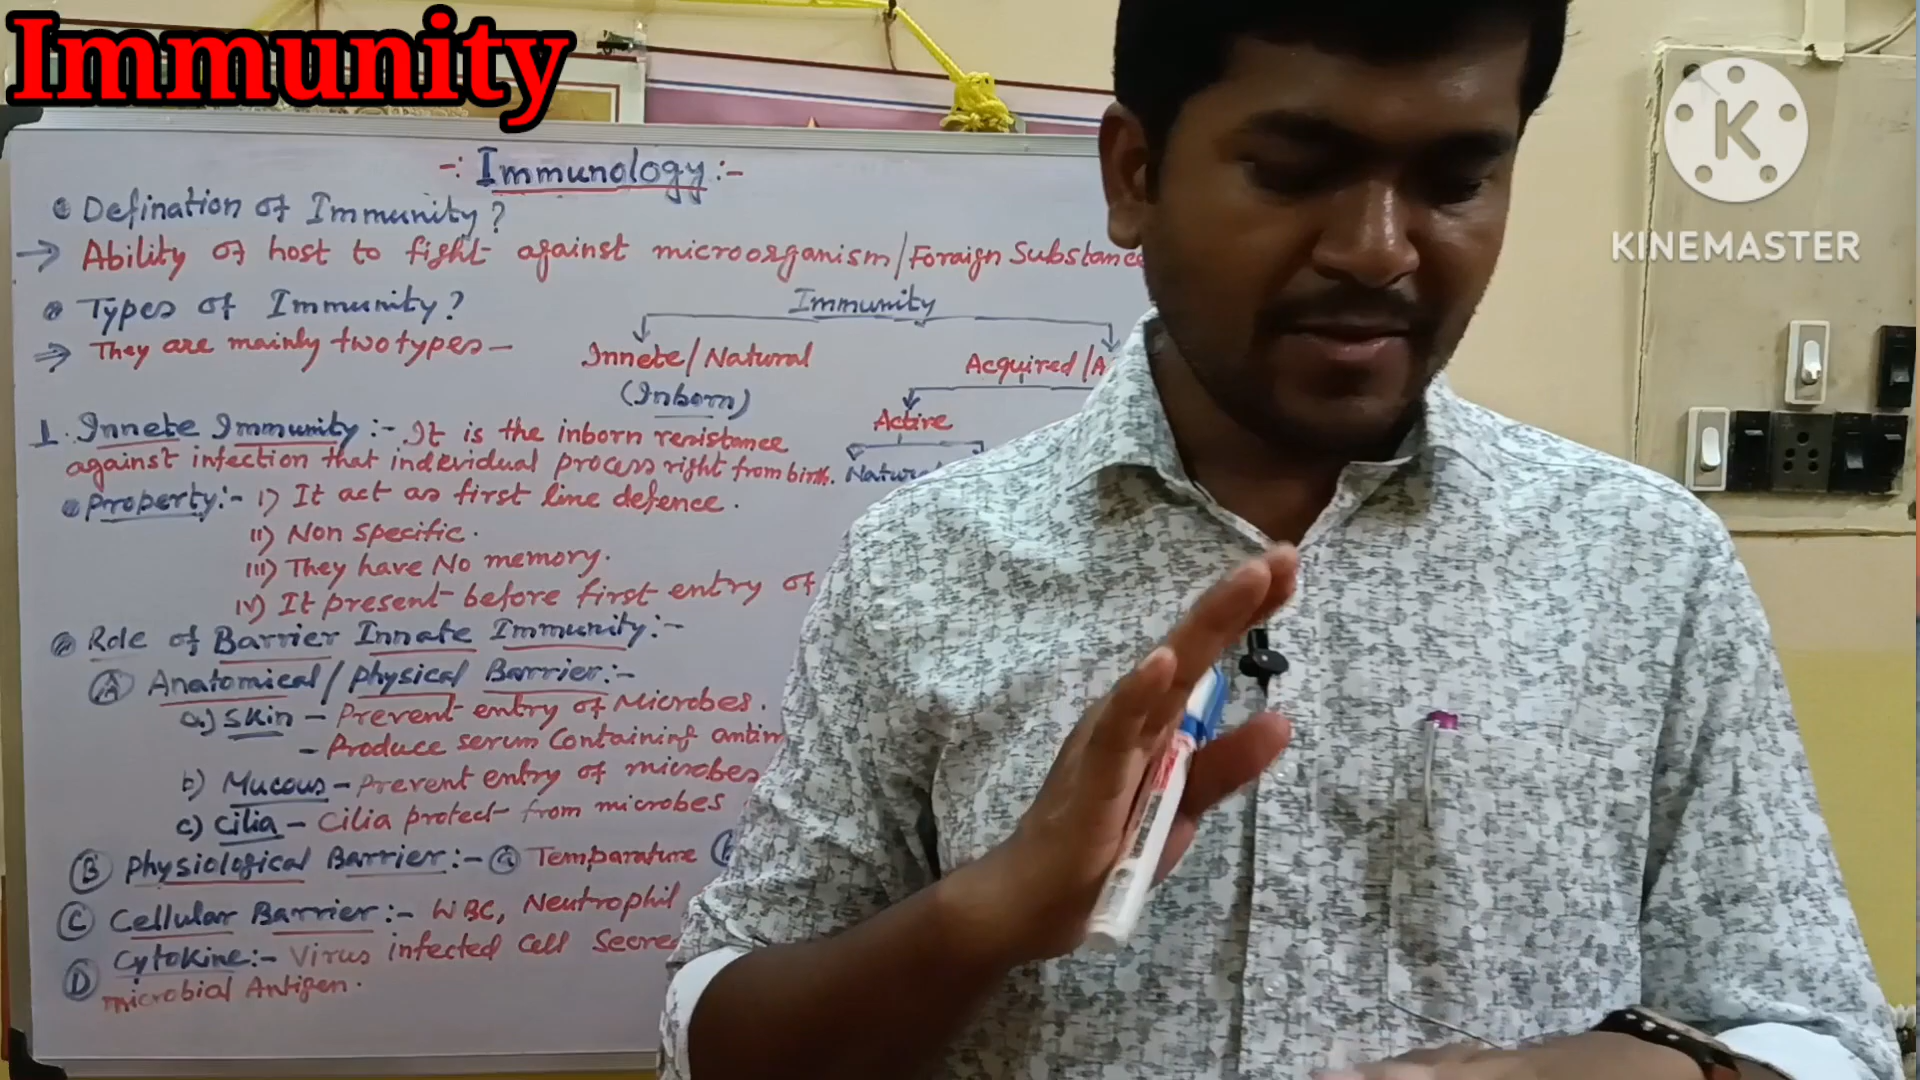 Immunity
K
KINEMASTER
-: Immunology :-
Defination of Immunity?
→ Ability of host to fight against microorganism/Foraign Substance
Types of Immunity?
⇒ They are mainly two types —
Immunity
Innete/Natural
(Inborn)
Acquired/A
Active
Natura
1. Innete Immunity :- It is the inborn resistance
against infection that individual process right from birth.
Property :- i) It act as first line defence.
ii) Non specific.
iii) They have No memory.
iv) It present before first entry of
Role of Barrier Innate Immunity :-
(A) Anatomical/physical Barrier :-
a.) Skin - Prevent entry of Microbes.
- Produce serum Containinf antim
b) Mucous - Prevent entry of microbes
c) Cilia - Cilia protect from microbes
(B) Physiological Barrier :- (a) Temparature (b
(C) Cellular Barrier :- WBC, Neutrophil
(D) Cytokine :- Virus infected Cell Secre
microbial Antigen.